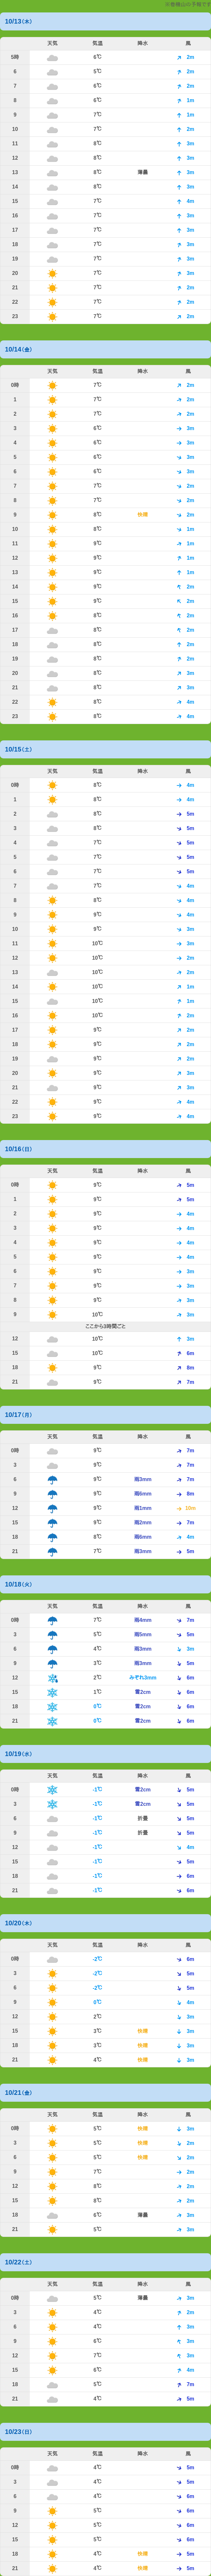 の予報です
10/13(木)
天気 気温 降水 風
5時 6℃ 2m
6 5℃ 2m
7 6℃ 2m
8 6℃ 1m
9 7℃ 1m
10 7℃ 2m
11 8℃ 3m
12 8℃ 3m
13 8℃ 薄曇 3m
14 8℃ 3m
15 7℃ 4m
16 7℃ 3m
17 7℃ 3m
18 7℃ 3m
19 7℃ 3m
20 7℃ 3m
21 7℃ 2m
22 7℃ 2m
23 7℃ 2m
10/14(金)
天気 気温 降水 風
0時 7℃ 2m
1 7℃ 2m
2 7℃ 2m
3 6℃ 3m
4 6℃ 3m
5 6℃ 3m
6 6℃ 3m
7 7℃ 2m
8 7℃ 2m
9 8℃ 快晴 2m
10 8℃ 1m
11 9℃ 1m
12 9℃ 1m
13 9℃ 1m
14 9℃ 2m
15 9℃ 2m
16 8℃ 2m
17 8℃ 2m
18 8℃ 2m
19 8℃ 2m
20 8℃ 3m
21 8℃ 3m
22 8℃ 4m
23 8℃ 4m
10/15(土)
天気 気温 降水 風
0時 8℃ 4m
1 8℃ 4m
2 8℃ 5m
3 8℃ 5m
4 7℃ 5m
5 7℃ 5m
6 7℃ 5m
7 7℃ 4m
8 8℃ 4m
9 9℃ 4m
10 9℃ 3m
11 10℃ 3m
12 10℃ 2m
13 10℃ 2m
14 10℃ 1m
15 10℃ 1m
16 10℃ 2m
17 9℃ 2m
18 9℃ 2m
19 9℃ 2m
20 9℃ 3m
21 9℃ 3m
22 9℃ 4m
23 9℃ 4m
10/16(日)
天気 気温 降水 風
0時 9℃ 5m
1 9℃ 5m
2 9℃ 4m
3 9℃ 4m
4 9℃ 4m
5 9℃ 4m
6 9℃ 3m
7 9℃ 3m
8 9℃ 3m
9 10℃ 3m
ここから3時間ごと
12 10℃ 3m
15 10℃ 6m
18 9℃ 8m
21 9℃ 7m
10/17(月)
天気 気温 降水 風
0時 9℃ 7m
3 9℃ 7m
6 9℃ 雨3mm 7m
9 9℃ 雨6mm 8m
12 9℃ 雨1mm 10m
15 9℃ 雨2mm 7m
18 8℃ 雨6mm 4m
21 7℃ 雨3mm 5m
10/18(火)
天気 気温 降水 風
0時 7℃ 雨4mm 7m
3 5℃ 雨5mm 5m
6 4℃ 雨3mm 3m
9 3℃ 雨3mm 5m
12 2℃ みぞれ3mm 6m
15 1℃ 雪2cm 6m
18 0℃ 雪2cm 6m
21 0℃ 雪2cm 6m
10/19(水)
天気 気温 降水 風
0時 -1℃ 雪2cm 5m
3 -1℃ 雪2cm 5m
6 -1℃ 折曇 5m
9 -1℃ 折曇 5m
12 -1℃ 4m
15 -1℃ 5m
18 -1℃ 6m
21 -1℃ 6m
10/20(木)
天気 気温 降水 風
0時 -2℃ 6m
3 -2℃ 5m
6 -2℃ 5m
9 0℃ 4m
12 2℃ 3m
15 3℃ 快晴 3m
18 3℃ 快晴 3m
21 4℃ 快晴 3m
10/21(金)
天気 気温 降水 風
0時 5℃ 快晴 3m
3 5℃ 快晴 2m
6 5℃ 快晴 2m
9 7℃ 2m
12 8℃ 2m
15 8℃ 2m
18 6℃ 薄曇 3m
21 5℃ 3m
10/22(土)
天気 気温 降水 風
0時 5℃ 薄曇 3m
3 4℃ 2m
6 4℃ 3m
9 6℃ 3m
12 7℃ 3m
15 6℃ 4m
18 5℃ 7m
21 4℃ 5m
10/23(日)
天気 気温 降水 風
0時 4℃ 5m
3 4℃ 5m
6 4℃ 6m
9 5℃ 6m
12 5℃ 6m
15 5℃ 6m
18 4℃ 快晴 5m
21 4℃ 快晴 5m